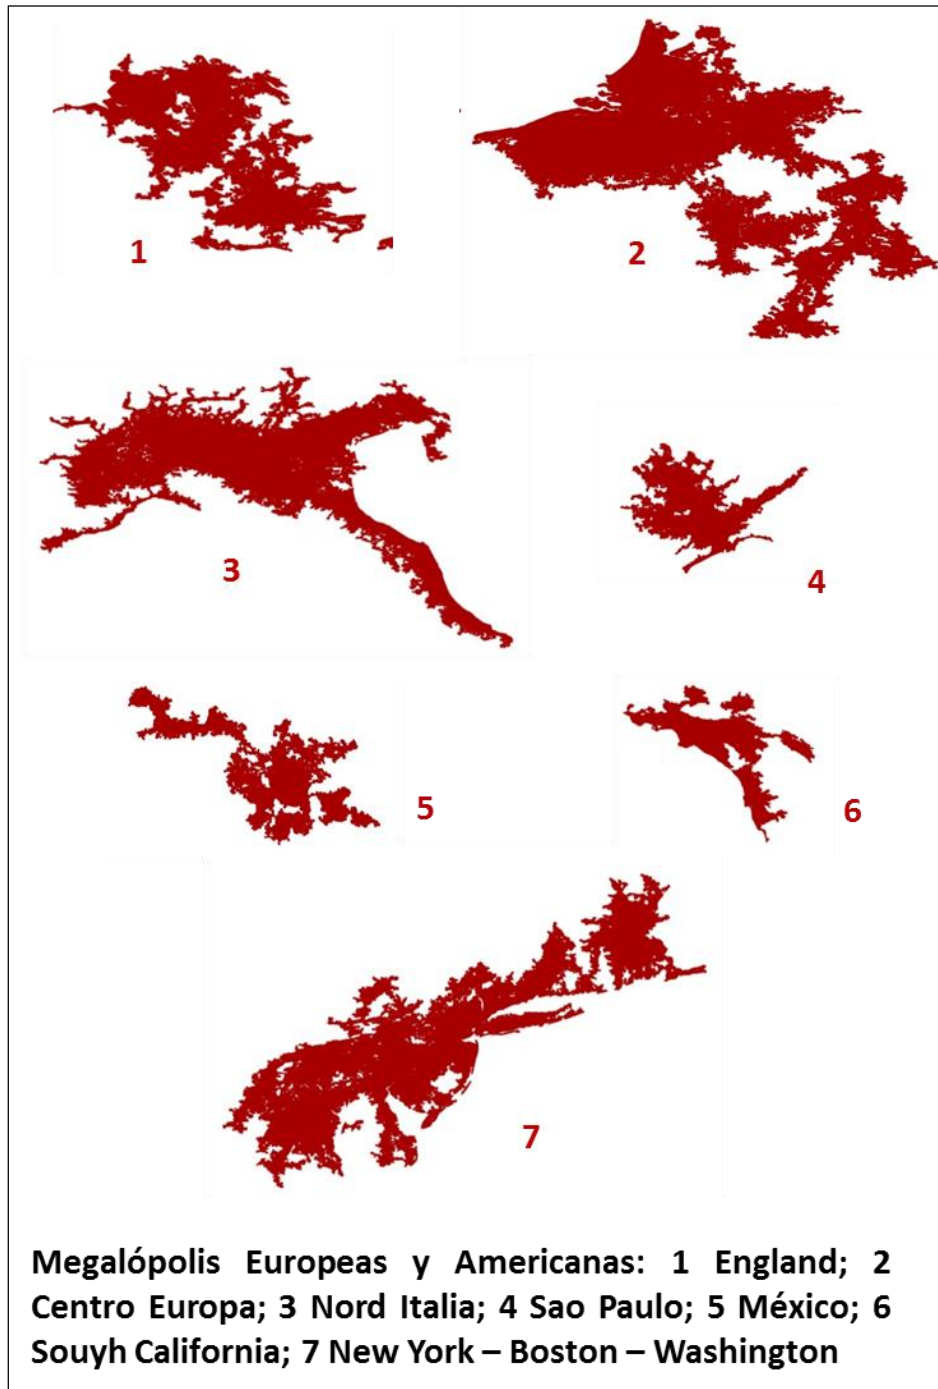 1
2
3
4
5
6
7
Megalópolis Europeas y Americanas: 1 England; 2
Centro Europa; 3 Nord Italia; 4 Sao Paulo; 5 México; 6
Souyh California; 7 New York – Boston – Washington